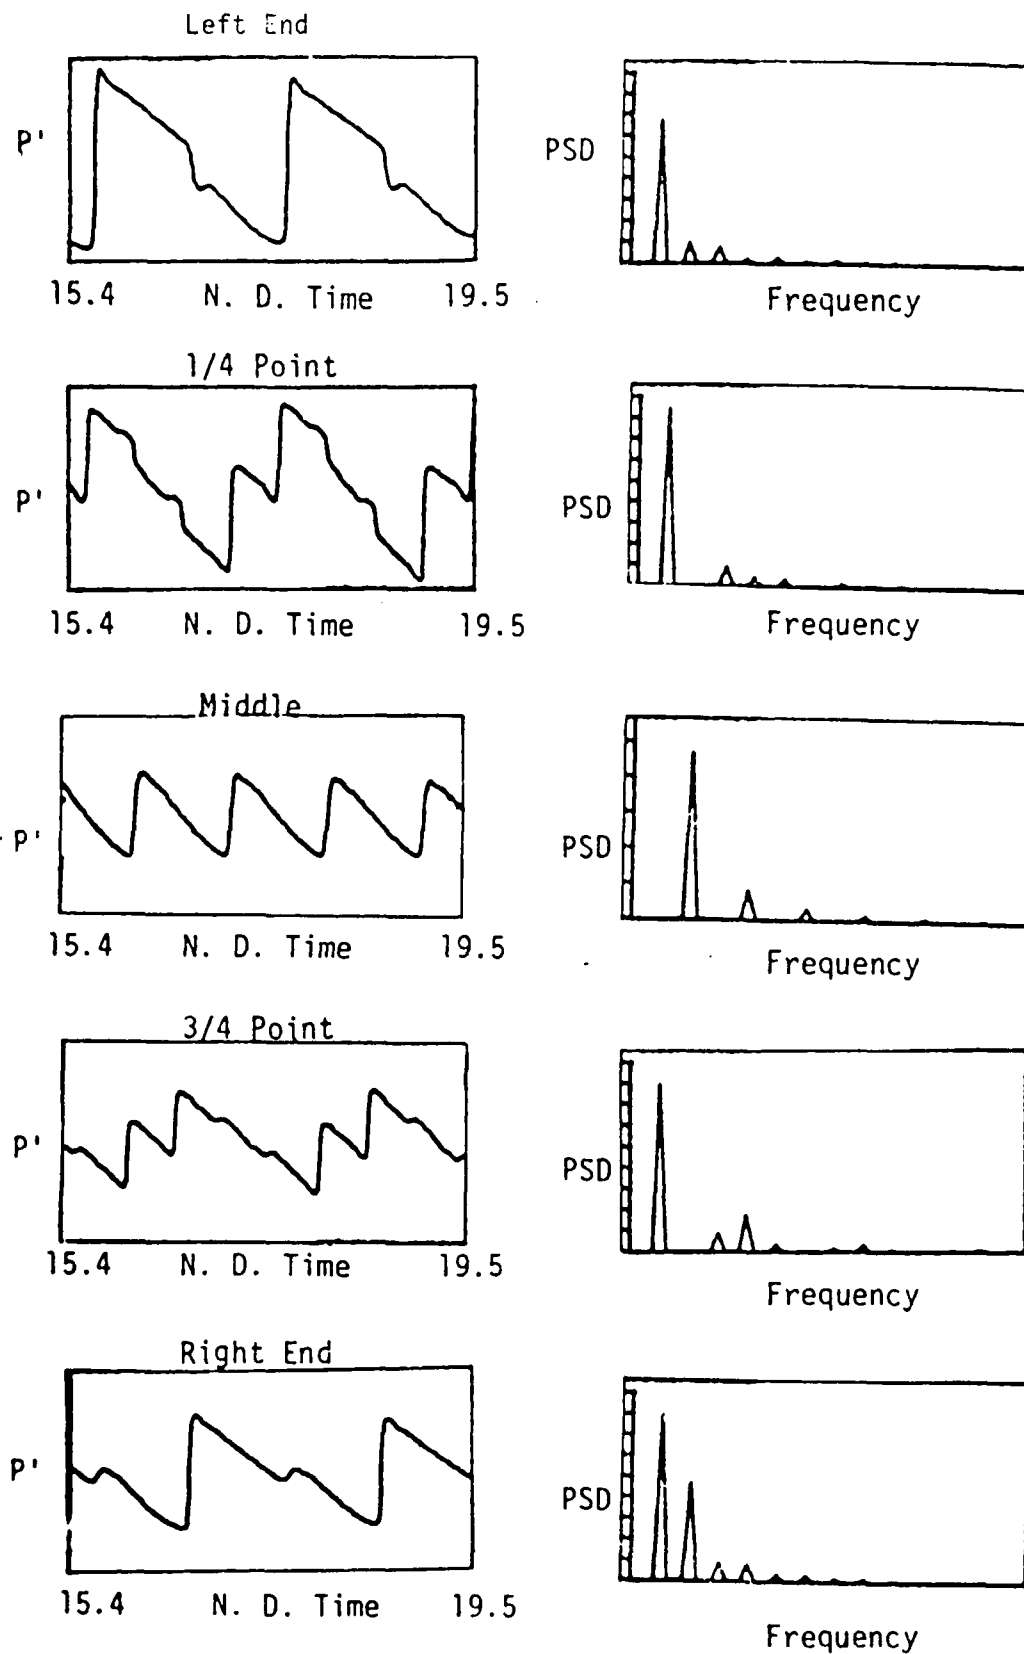 Left End
P'
PSD
15.4 N. D. Time 19.5
Frequency
1/4 Point
P'
PSD
15.4 N. D. Time 19.5
Frequency
Middle
P'
PSD
15.4 N. D. Time 19.5
Frequency
3/4 Point
P'
PSD
15.4 N. D. Time 19.5
Frequency
Right End
P'
PSD
15.4 N. D. Time 19.5
Frequency